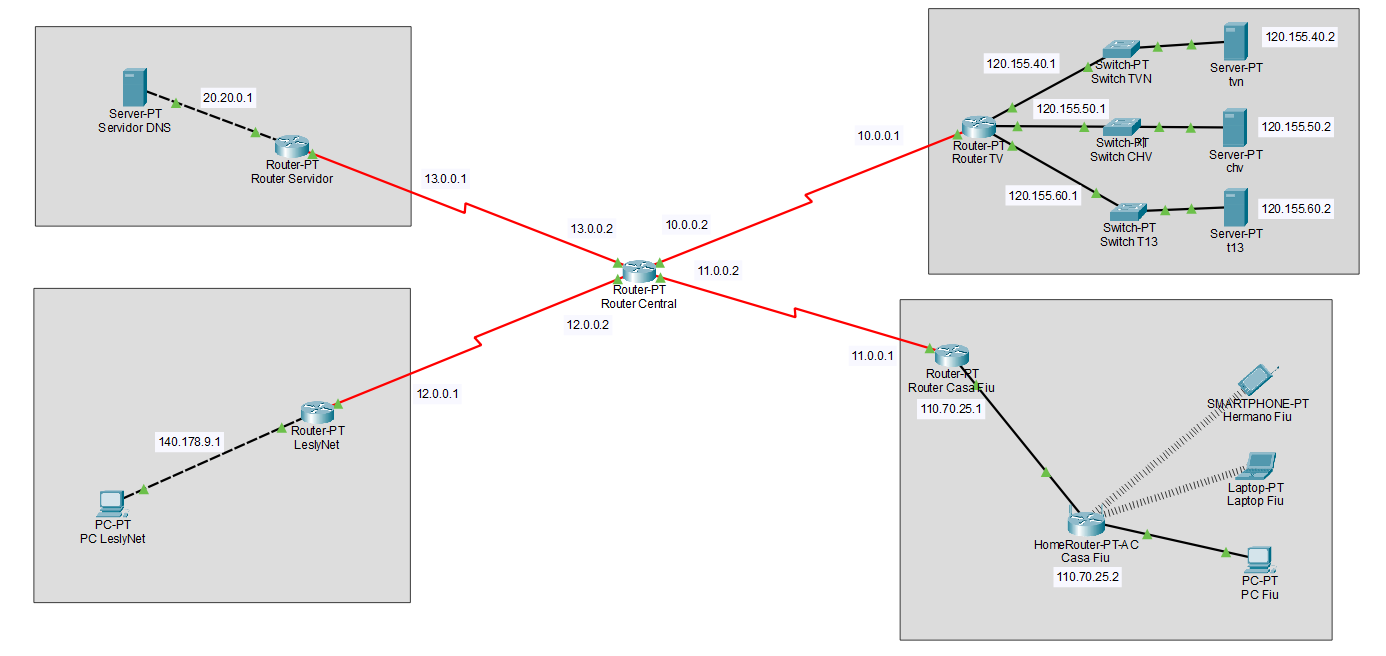 20.20.0.1
Server-PT
Servidor DNS
Router-PT
Router Servidor
13.0.0.1
13.0.0.2
10.0.0.2
10.0.0.1
11.0.0.2
Router-PT
Router Central
12.0.0.2
12.0.0.1
11.0.0.1
120.155.40.1
Switch-PT
Switch TVN
120.155.40.2
Server-PT
tvn
120.155.50.1
Router-PT
Router TV
Switch-PT
Switch CHV
120.155.50.2
Server-PT
chv
120.155.60.1
Switch-PT
Switch T13
120.155.60.2
Server-PT
t13
140.178.9.1
Router-PT
LeslyNet
PC-PT
PC LeslyNet
Router-PT
Router Casa Fiu
110.70.25.1
SMARTPHONE-PT
Hermano Fiu
Laptop-PT
Laptop Fiu
HomeRouter-PT-AC
Casa Fiu
110.70.25.2
PC-PT
PC Fiu